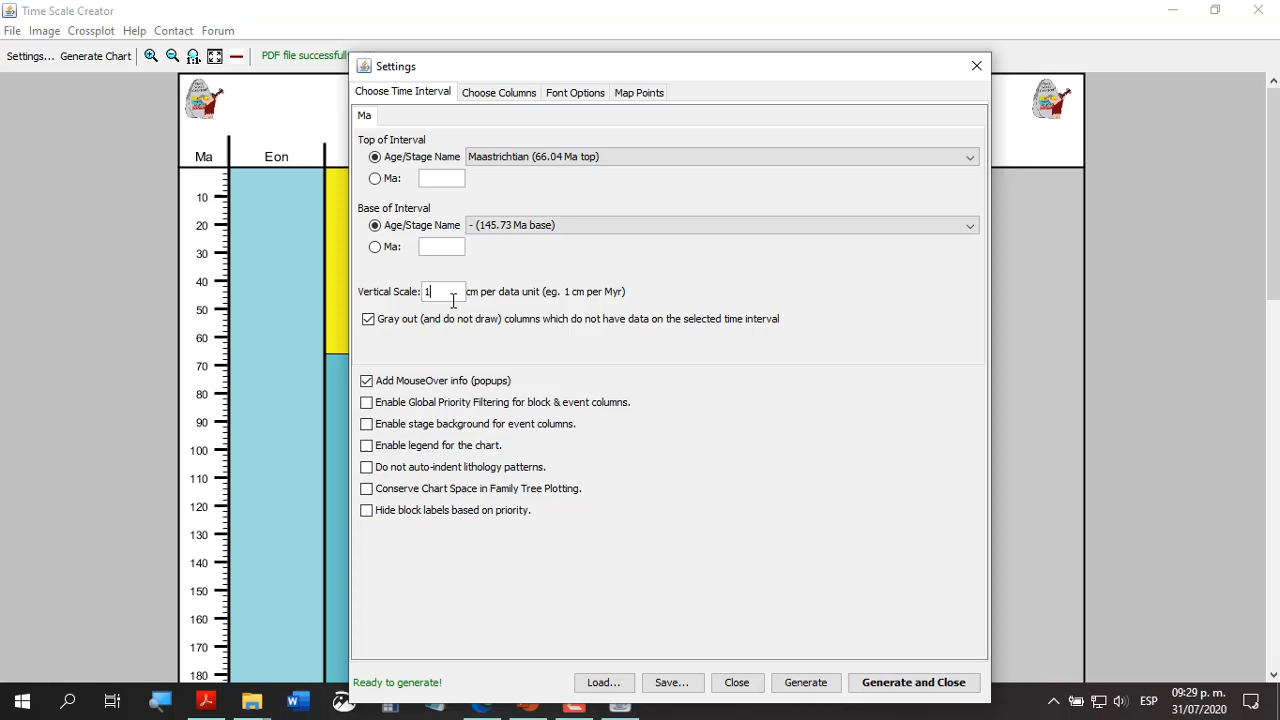 Time Scale Creator
File Image Crossplot Help Contact Forum
Settings... Generate Chart PDF file successfull
Settings
Choose Time Interval Choose Columns Font Options Map Points
Ma
Top of Interval
Age/Stage Name Maastrichtian (66.04 Ma top)
Ma:
Base of Interval
Age/Stage Name - (145.73 Ma base)
Ma:
Vertical Scale: 1 cm per data unit (eg. 1 cm per Myr)
Gray out (and do not draw) columns which do not have data on the selected time interval
Add MouseOver info (popups)
Enable Global Priority Filtering for block & event columns.
Enable stage background for event columns.
Enable legend for the chart.
Do not auto-indent lithology patterns.
Conserve Chart Space in Family Tree Plotting.
Hide block labels based on priority.
Ready to generate! Load... Save... Close Generate Generate and Close
Ma Eon
10
20
30
40
50
60
70
80
90
100
110
120
130
140
150
160
170
180
ESP
09:29 p. m.
31/07/2020